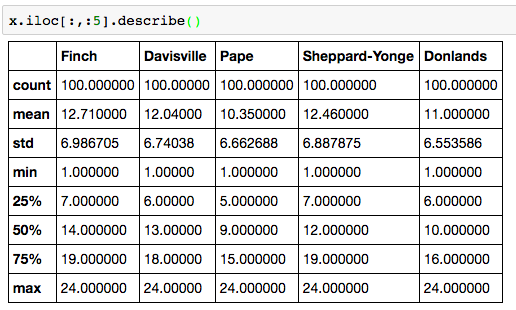 x.iloc[:,:5].describe()
Finch Davisville Pape Sheppard-Yonge Donlands
count 100.000000 100.00000 100.000000 100.000000 100.000000
mean 12.710000 12.04000 10.350000 12.460000 11.000000
std 6.986705 6.74038 6.662688 6.887875 6.553586
min 1.000000 1.00000 1.000000 1.000000 1.000000
25% 7.000000 6.00000 5.000000 7.000000 6.000000
50% 14.000000 13.00000 9.000000 12.000000 10.000000
75% 19.000000 18.00000 15.000000 19.000000 16.000000
max 24.000000 24.00000 24.000000 24.000000 24.000000